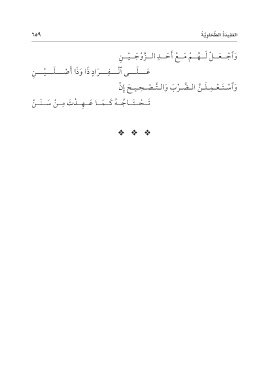 العقيدة الطحاوية ٦٥٩
وَاجْعَلْ لَهُمْ مَعْ أَحَدِ الزَّوْجَيْنِ
عَلَى انْفِرَادٍ ذَا وَذَا أَصْلَيْنِ
وَاسْتَعْمِلَنَّ الضَّرْبَ وَالتَّصْحِيحَ إِنْ
تَحْتَاجُهُ كَمَا عَهِدْتَ مِنْ سَنَنْ